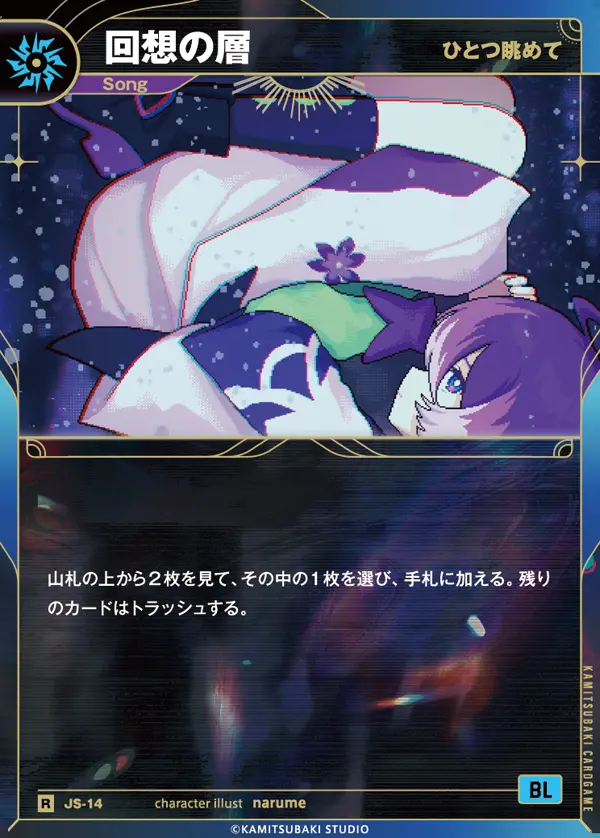 回想の層
ひとつ眺めて
Song
山札の上から2枚を見て、その中の1枚を選び、手札に加える。残り
のカードはトラッシュする。
KAMITSUBAKI CARDGAME
BL
R JS-14 character illust narume
©KAMITSUBAKI STUDIO